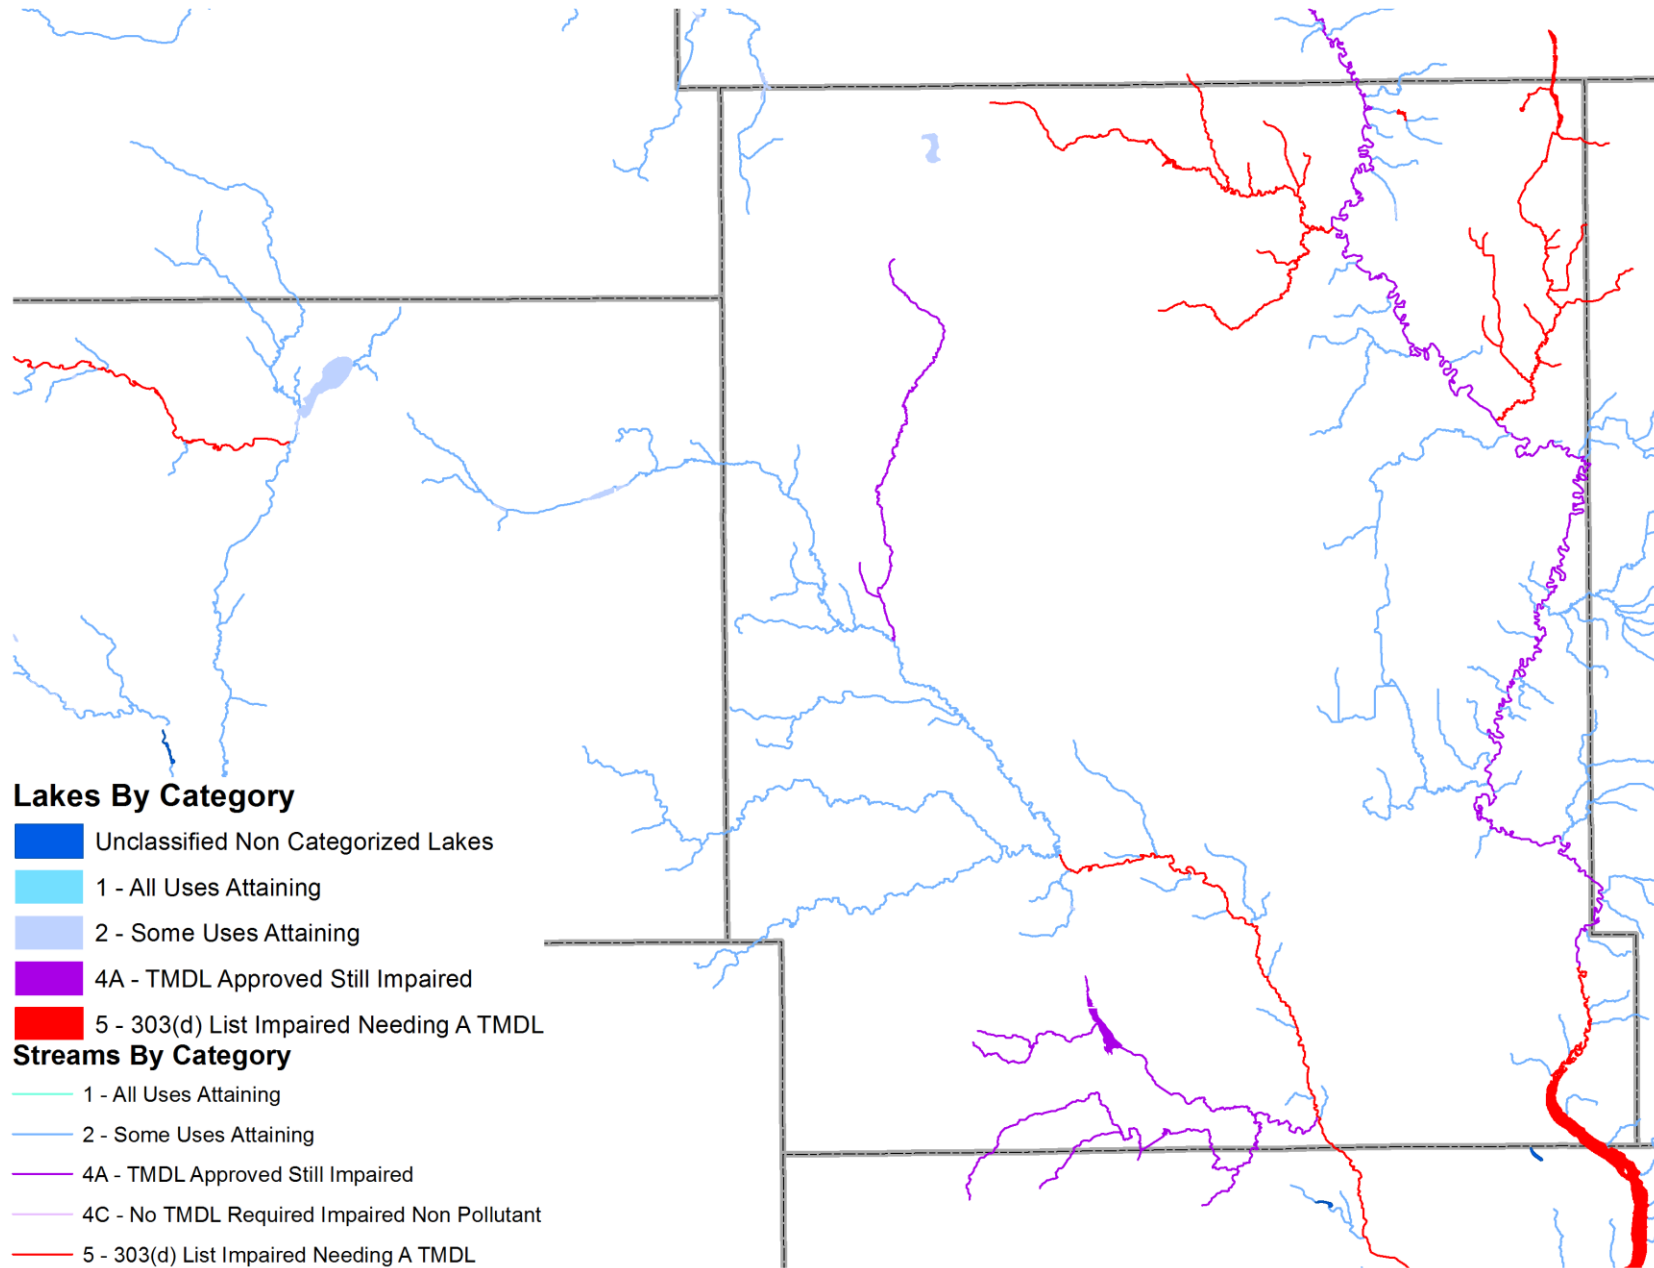 Lakes By Category
Unclassified Non Categorized Lakes
1 - All Uses Attaining
2 - Some Uses Attaining
4A - TMDL Approved Still Impaired
5 - 303(d) List Impaired Needing A TMDL
Streams By Category
1 - All Uses Attaining
2 - Some Uses Attaining
4A - TMDL Approved Still Impaired
4C - No TMDL Required Impaired Non Pollutant
5 - 303(d) List Impaired Needing A TMDL